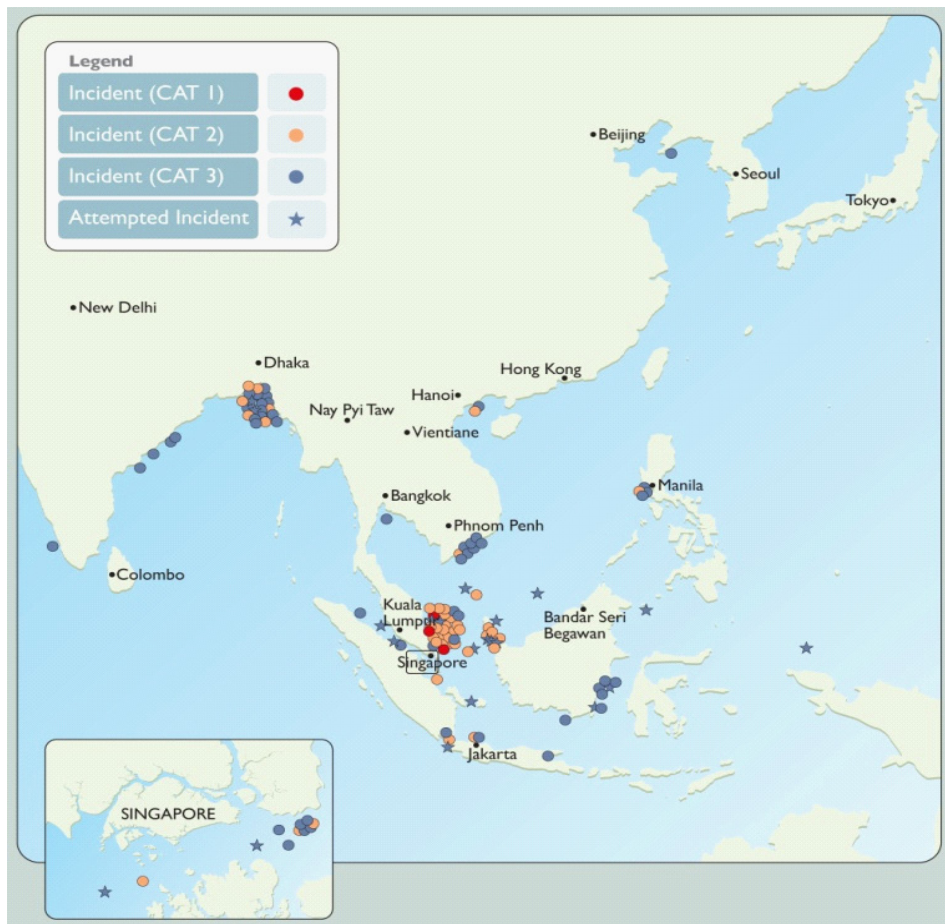 Legend
Incident (CAT 1)
Incident (CAT 2)
Incident (CAT 3)
Attempted Incident
Beijing
Seoul
Tokyo
New Delhi
Dhaka
Hong Kong
Hanoi
Nay Pyi Taw
Vientiane
Manila
Bangkok
Phnom Penh
Colombo
Kuala
Lumpur
Bandar Seri
Begawan
Singapore
Jakarta
SINGAPORE